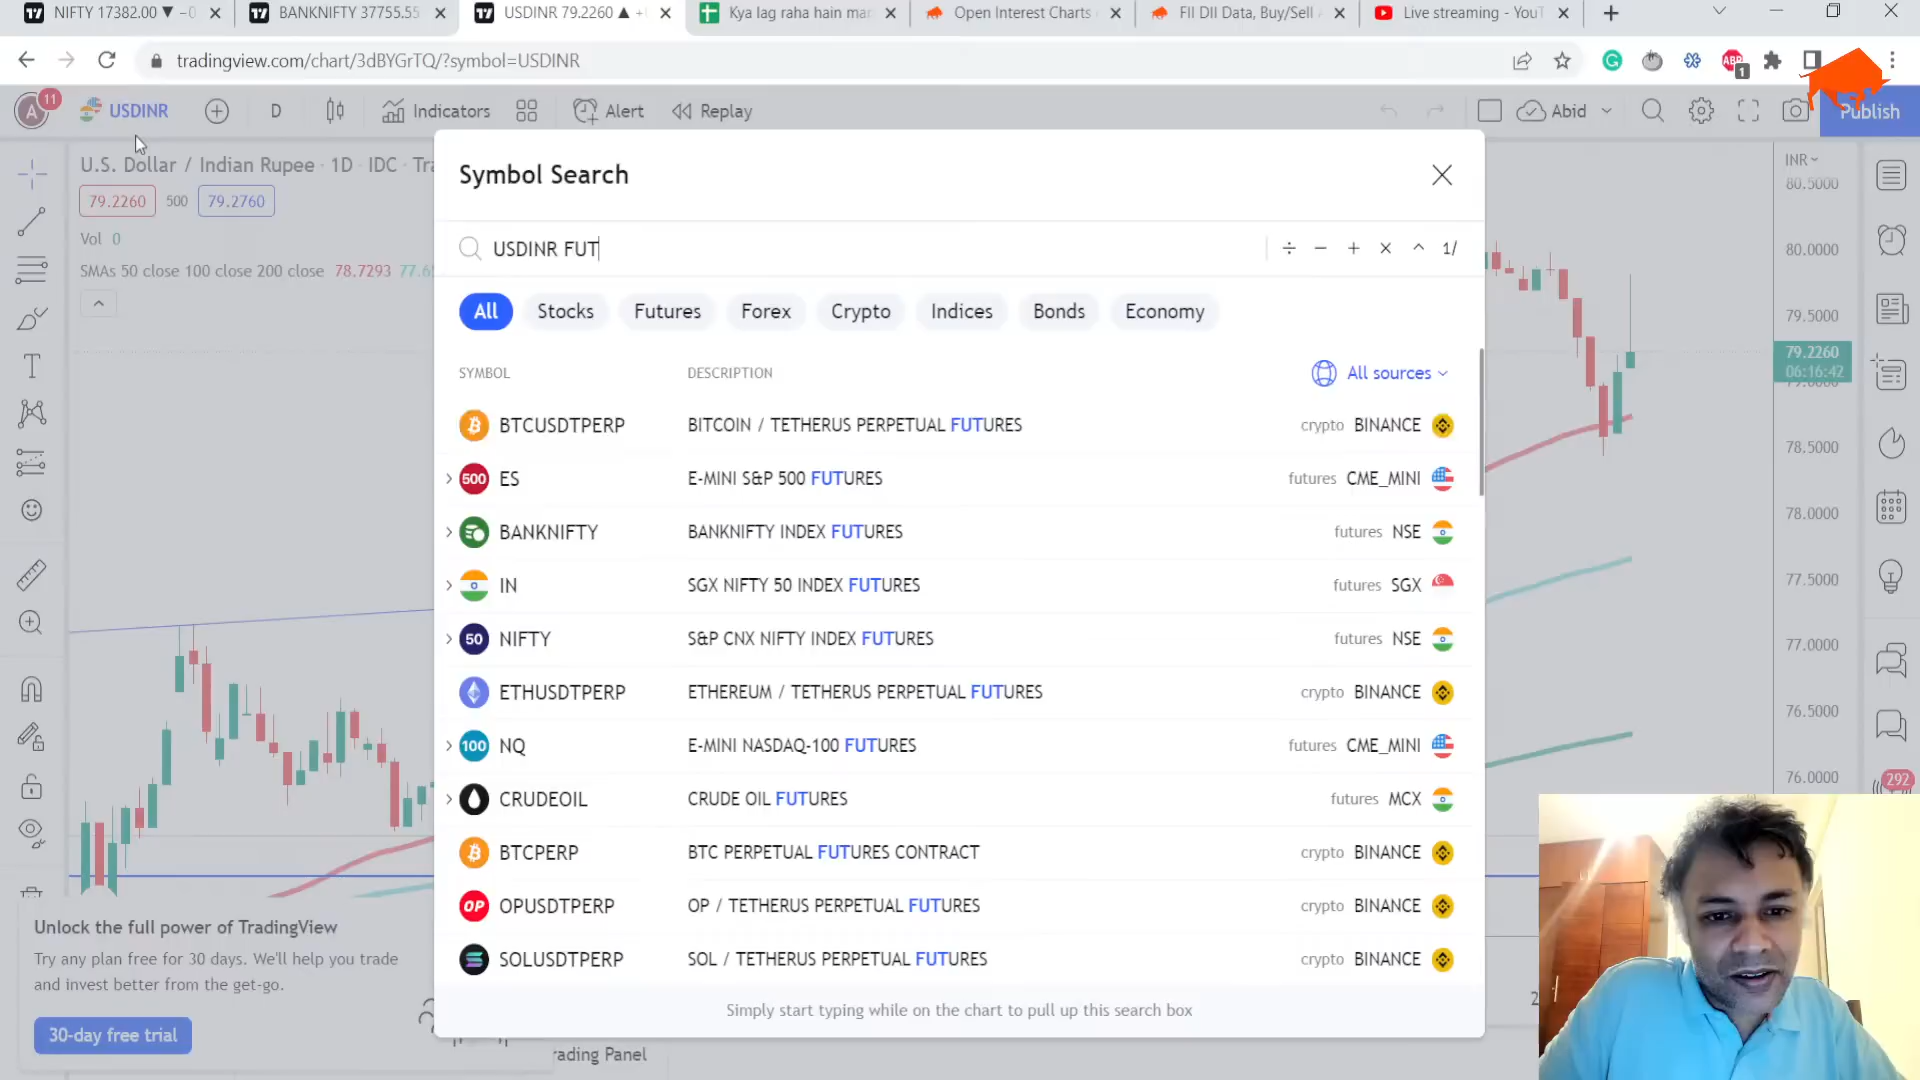 NIFTY 17382.00 ▼ −0
BANKNIFTY 37755.55
USDINR 79.2260 ▲ +
Kya lag raha hain mar
Open Interest Charts
FII DII Data, Buy/Sell
Live streaming - YouT
tradingview.com/chart/3dBYGrTQ/?symbol=USDINR
ABP
1
A
11
USDINR
D
Indicators
Alert
Replay
Abid
Publish
U.S. Dollar / Indian Rupee · 1D · IDC · Tra
79.2260
500
79.2760
Vol 0
SMAs 50 close 100 close 200 close 78.7293 77.6
Symbol Search
USDINR FUT
÷ − + × ^ 1/
All
Stocks
Futures
Forex
Crypto
Indices
Bonds
Economy
SYMBOL
DESCRIPTION
All sources
BTCUSDTPERP BITCOIN / TETHERUS PERPETUAL FUTURES crypto BINANCE
500 ES E-MINI S&P 500 FUTURES futures CME_MINI
BANKNIFTY BANKNIFTY INDEX FUTURES futures NSE
IN SGX NIFTY 50 INDEX FUTURES futures SGX
50 NIFTY S&P CNX NIFTY INDEX FUTURES futures NSE
ETHUSDTPERP ETHEREUM / TETHERUS PERPETUAL FUTURES crypto BINANCE
100 NQ E-MINI NASDAQ-100 FUTURES futures CME_MINI
CRUDEOIL CRUDE OIL FUTURES futures MCX
BTCPERP BTC PERPETUAL FUTURES CONTRACT crypto BINANCE
OP OPUSDTPERP OP / TETHERUS PERPETUAL FUTURES crypto BINANCE
SOLUSDTPERP SOL / TETHERUS PERPETUAL FUTURES crypto BINANCE
Simply start typing while on the chart to pull up this search box
INR
80.5000
80.0000
79.5000
79.2260
06:16:42
78.5000
78.0000
77.5000
77.0000
76.5000
76.0000
292
Unlock the full power of TradingView
Try any plan free for 30 days. We'll help you trade
and invest better from the get-go.
30-day free trial
rading Panel